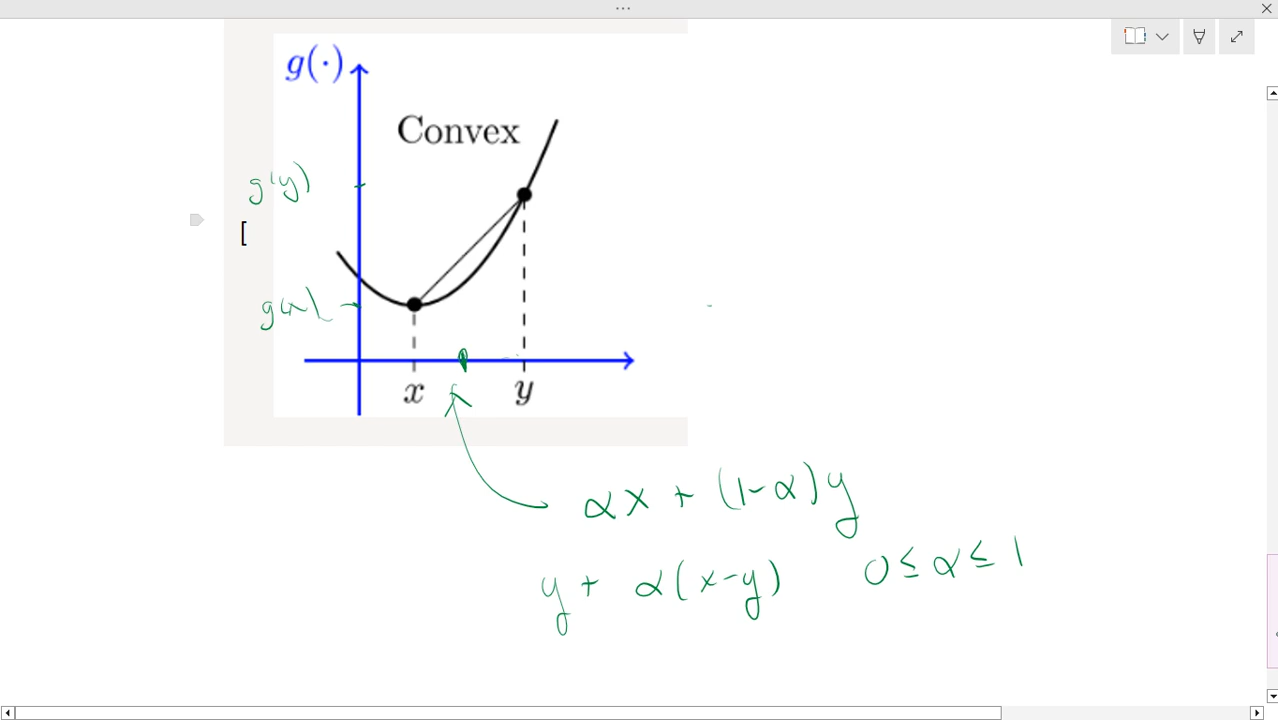 g(·)
Convex
g(y)
[
g(x)
x y
αx + (1-α)y
y + α(x-y) 0 ≤ α ≤ 1